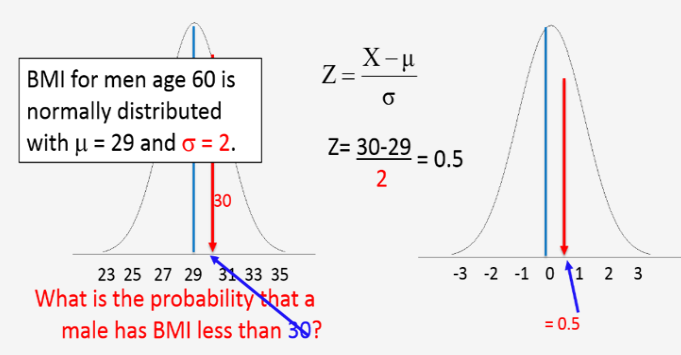 BMI for men age 60 is
normally distributed
with μ = 29 and σ = 2.
30
23 25 27 29 31 33 35
What is the probability that a
male has BMI less than 30?
Z = X − μ
σ
Z= 30-29 = 0.5
2
-3 -2 -1 0 1 2 3
= 0.5